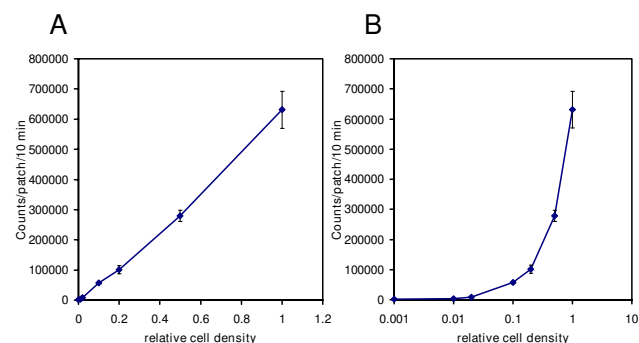 A
B
Counts/patch/10 min
800000
700000
600000
500000
400000
300000
200000
100000
0
0 0.2 0.4 0.6 0.8 1 1.2
relative cell density
Counts/patch/10 min
800000
700000
600000
500000
400000
300000
200000
100000
0
0.001 0.01 0.1 1 10
relative cell density